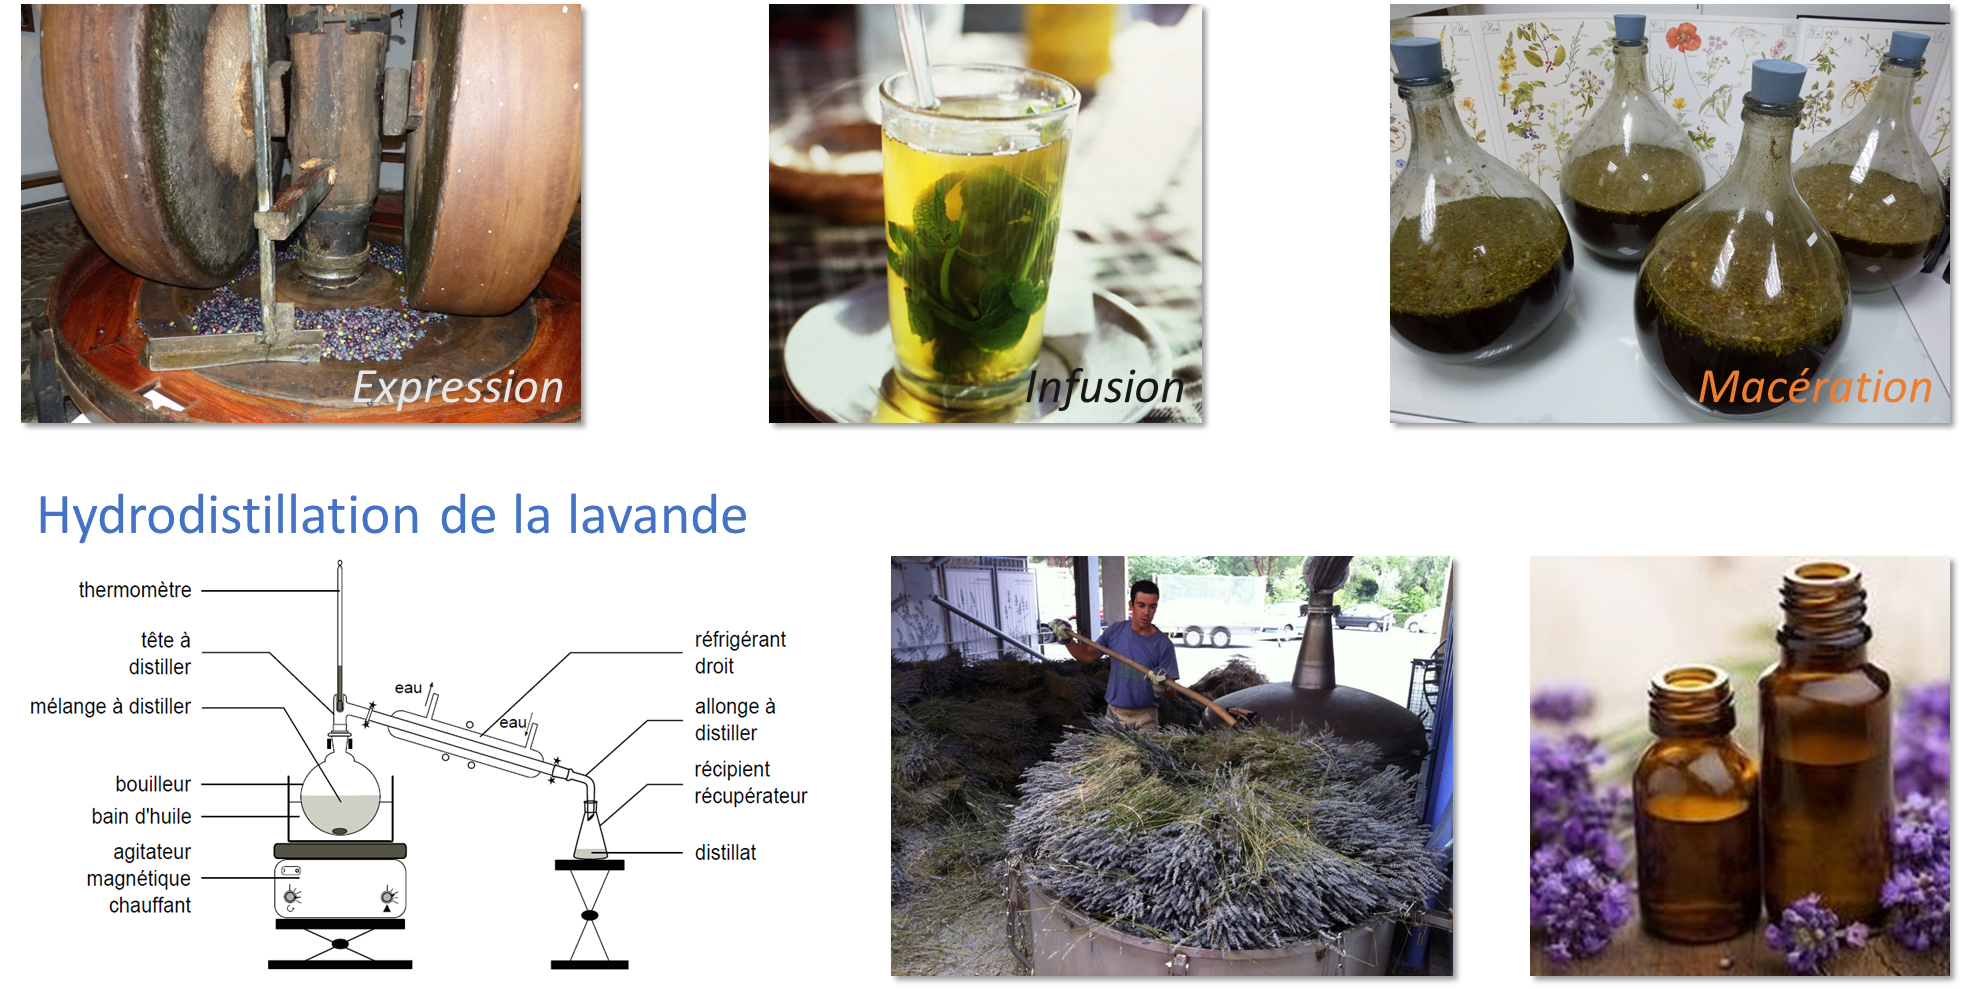 Expression
Infusion
Macération
Hydrodistillation de la lavande
thermomètre
tête à
distiller
mélange à distiller
bouilleur
bain d'huile
agitateur
magnétique
chauffant
eau
eau
réfrigérant
droit
allonge à
distiller
récipient
récupérateur
distillat